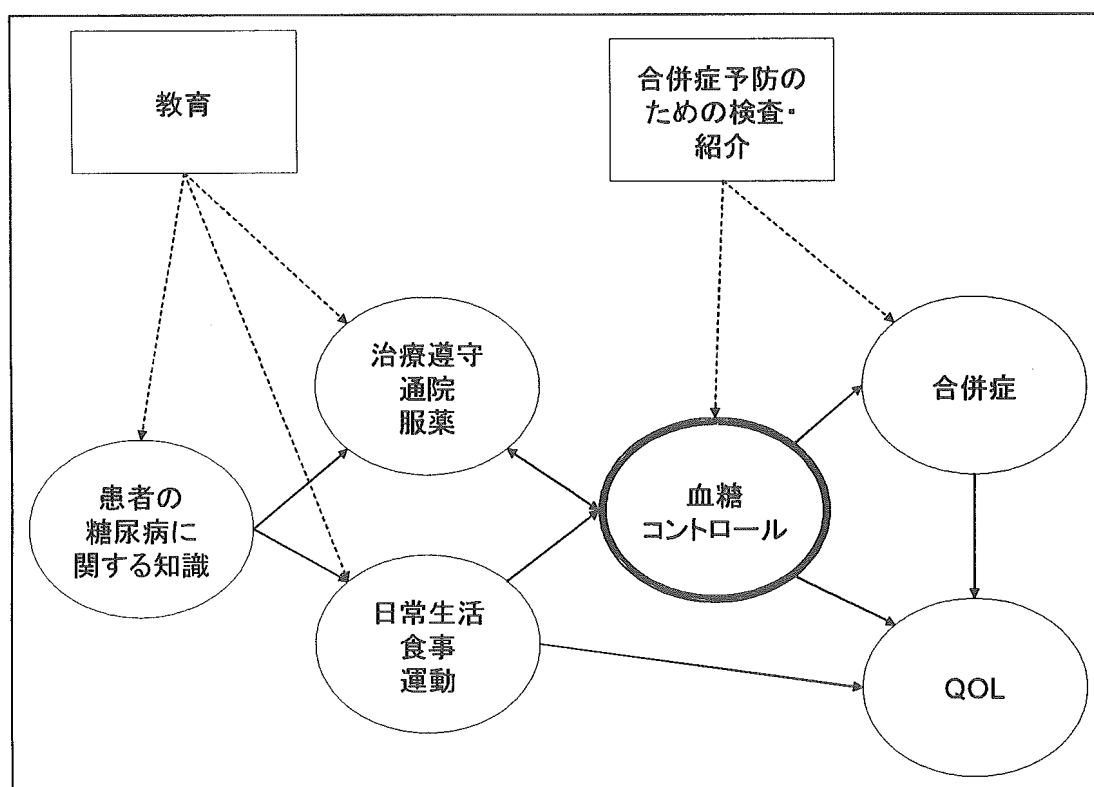 教育
合併症予防の
ための検査・
紹介
治療遵守
通院
服薬
合併症
患者の
糖尿病に
関する知識
血糖
コントロール
日常生活
食事
運動
QOL